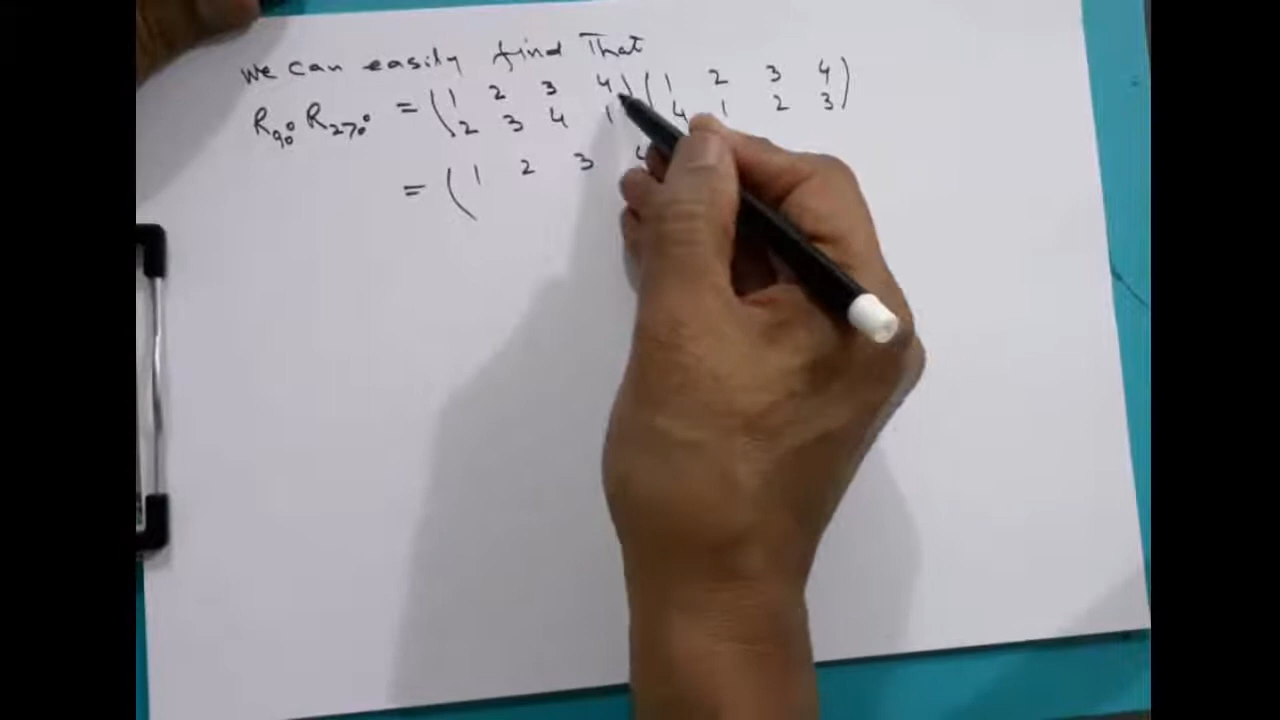 We can easily find That
R90° R270° = ( 1 2 3 4 ) ( 1 2 3 4 )
2 3 4 1 4 1 2 3
= ( 1 2 3 4